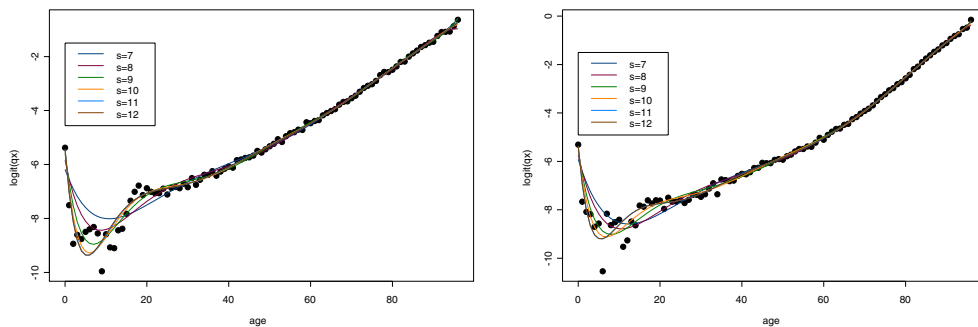 s=7
s=8
s=9
s=10
s=11
s=12
logit(qx)
-2
-4
-6
-8
-10
0 20 40 60 80
age
s=7
s=8
s=9
s=10
s=11
s=12
logit(qx)
0
-2
-4
-6
-8
-10
0 20 40 60 80
age